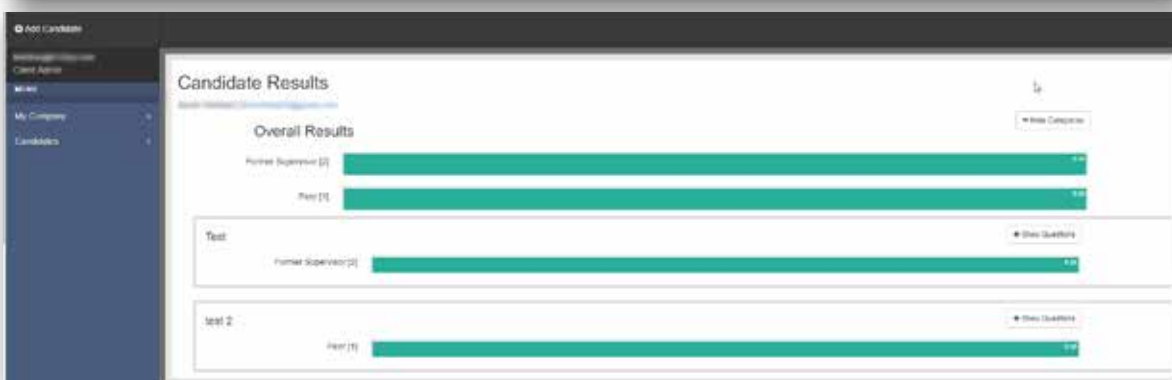 Add Candidate
Client Admin
MENU
My Company
Candidates
Candidate Results
Overall Results
Hide Categories
Former Supervisor [2]
Peer [1]
Test
Show Questions
Former Supervisor [2]
test 2
Show Questions
Peer [1]